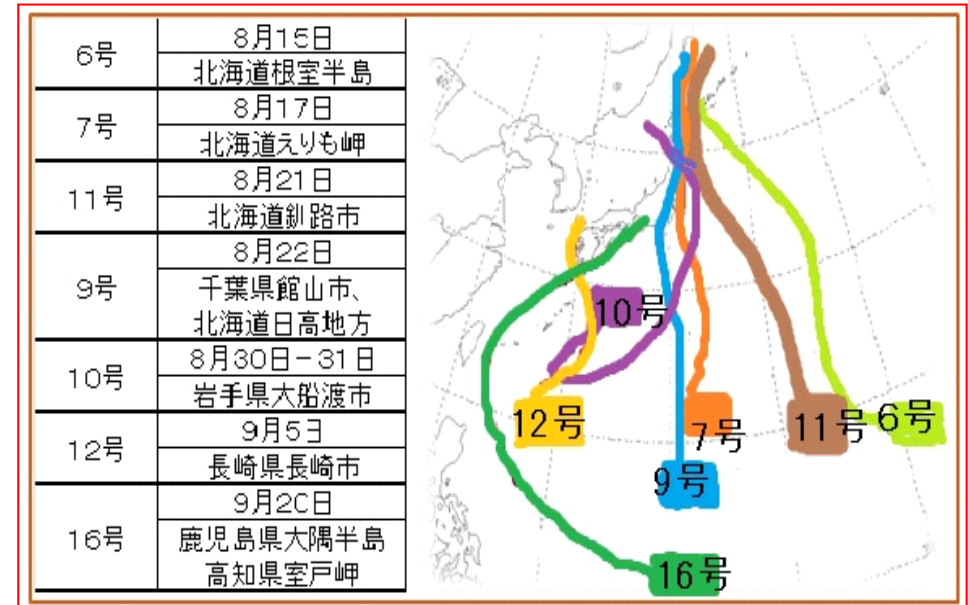 6号
8月15日
北海道根室半島
7号
8月17日
北海道えりも岬
11号
8月21日
北海道釧路市
9号
8月22日
千葉県館山市、
北海道日高地方
10号
8月30日-31日
岩手県大船渡市
12号
9月5日
長崎県長崎市
16号
9月20日
鹿児島県大隅半島
高知県室戸岬
10号
12号
7号
11号
6号
9号
16号